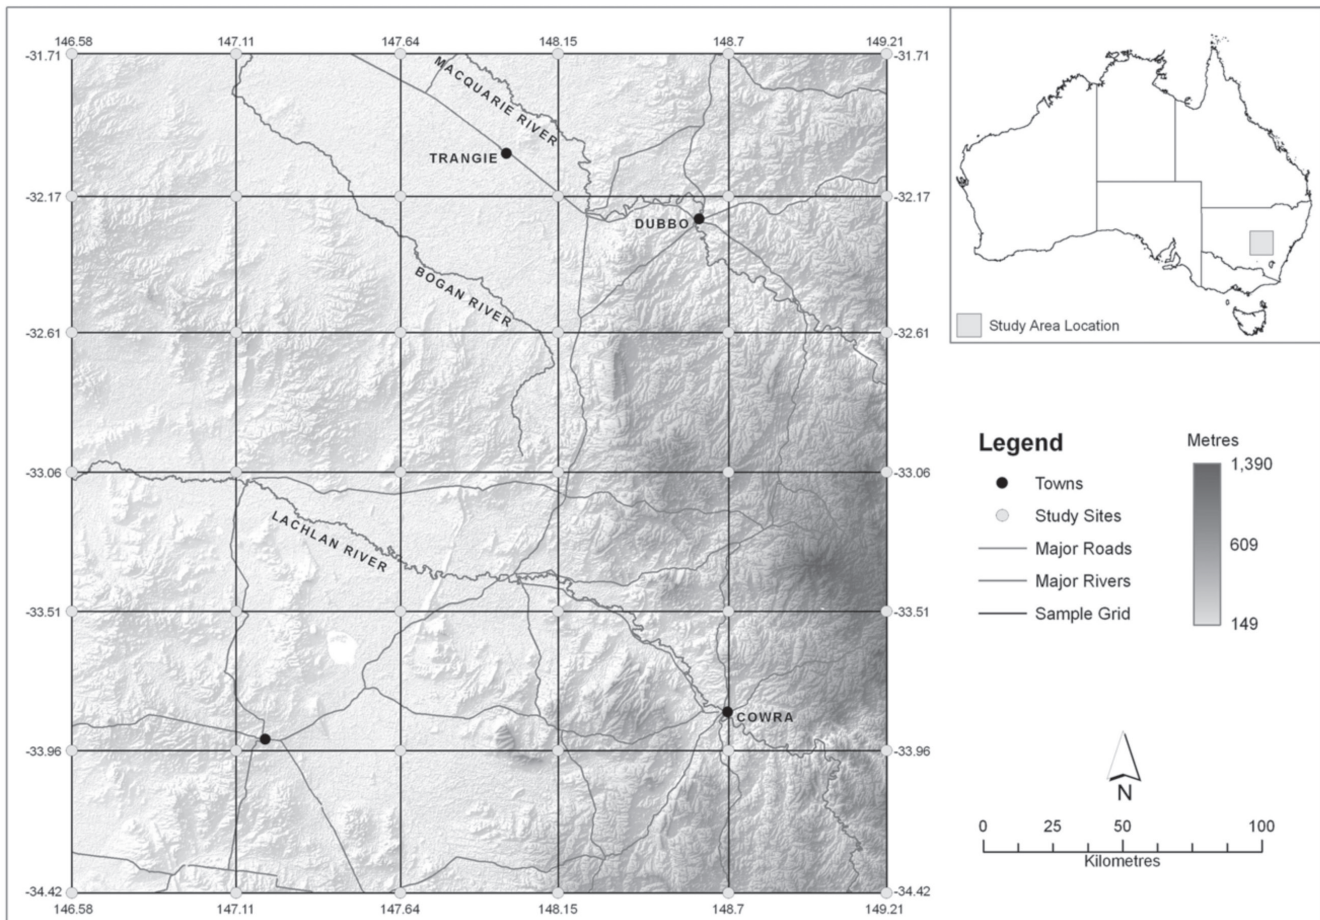 146.58 147.11 147.64 148.15 148.7 149.21
-31.71 -31.71
MACQUARIE RIVER
TRANGIE
-32.17 -32.17
DUBBO
BOGAN RIVER
-32.61 -32.61
-33.06 -33.06
LACHLAN RIVER
-33.51 -33.51
COWRA
-33.96 -33.96
-34.42 -34.42
146.58 147.11 147.64 148.15 148.7 149.21
Study Area Location
Legend
Towns
Study Sites
Major Roads
Major Rivers
Sample Grid
Metres
1,390
609
149
N
0 25 50 100
Kilometres